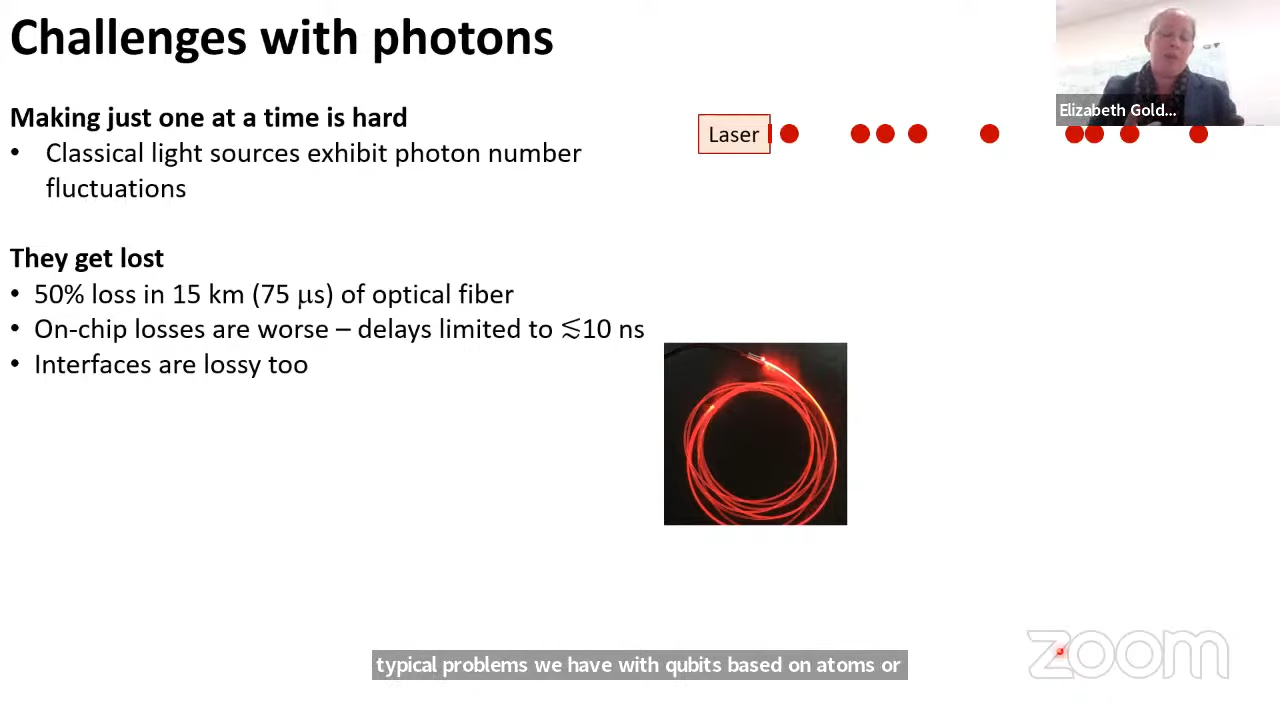 Challenges with photons
Elizabeth Gold...
Making just one at a time is hard
Laser
• Classical light sources exhibit photon number
fluctuations
They get lost
• 50% loss in 15 km (75 μs) of optical fiber
• On-chip losses are worse – delays limited to ≲10 ns
• Interfaces are lossy too
typical problems we have with qubits based on atoms or
zoom